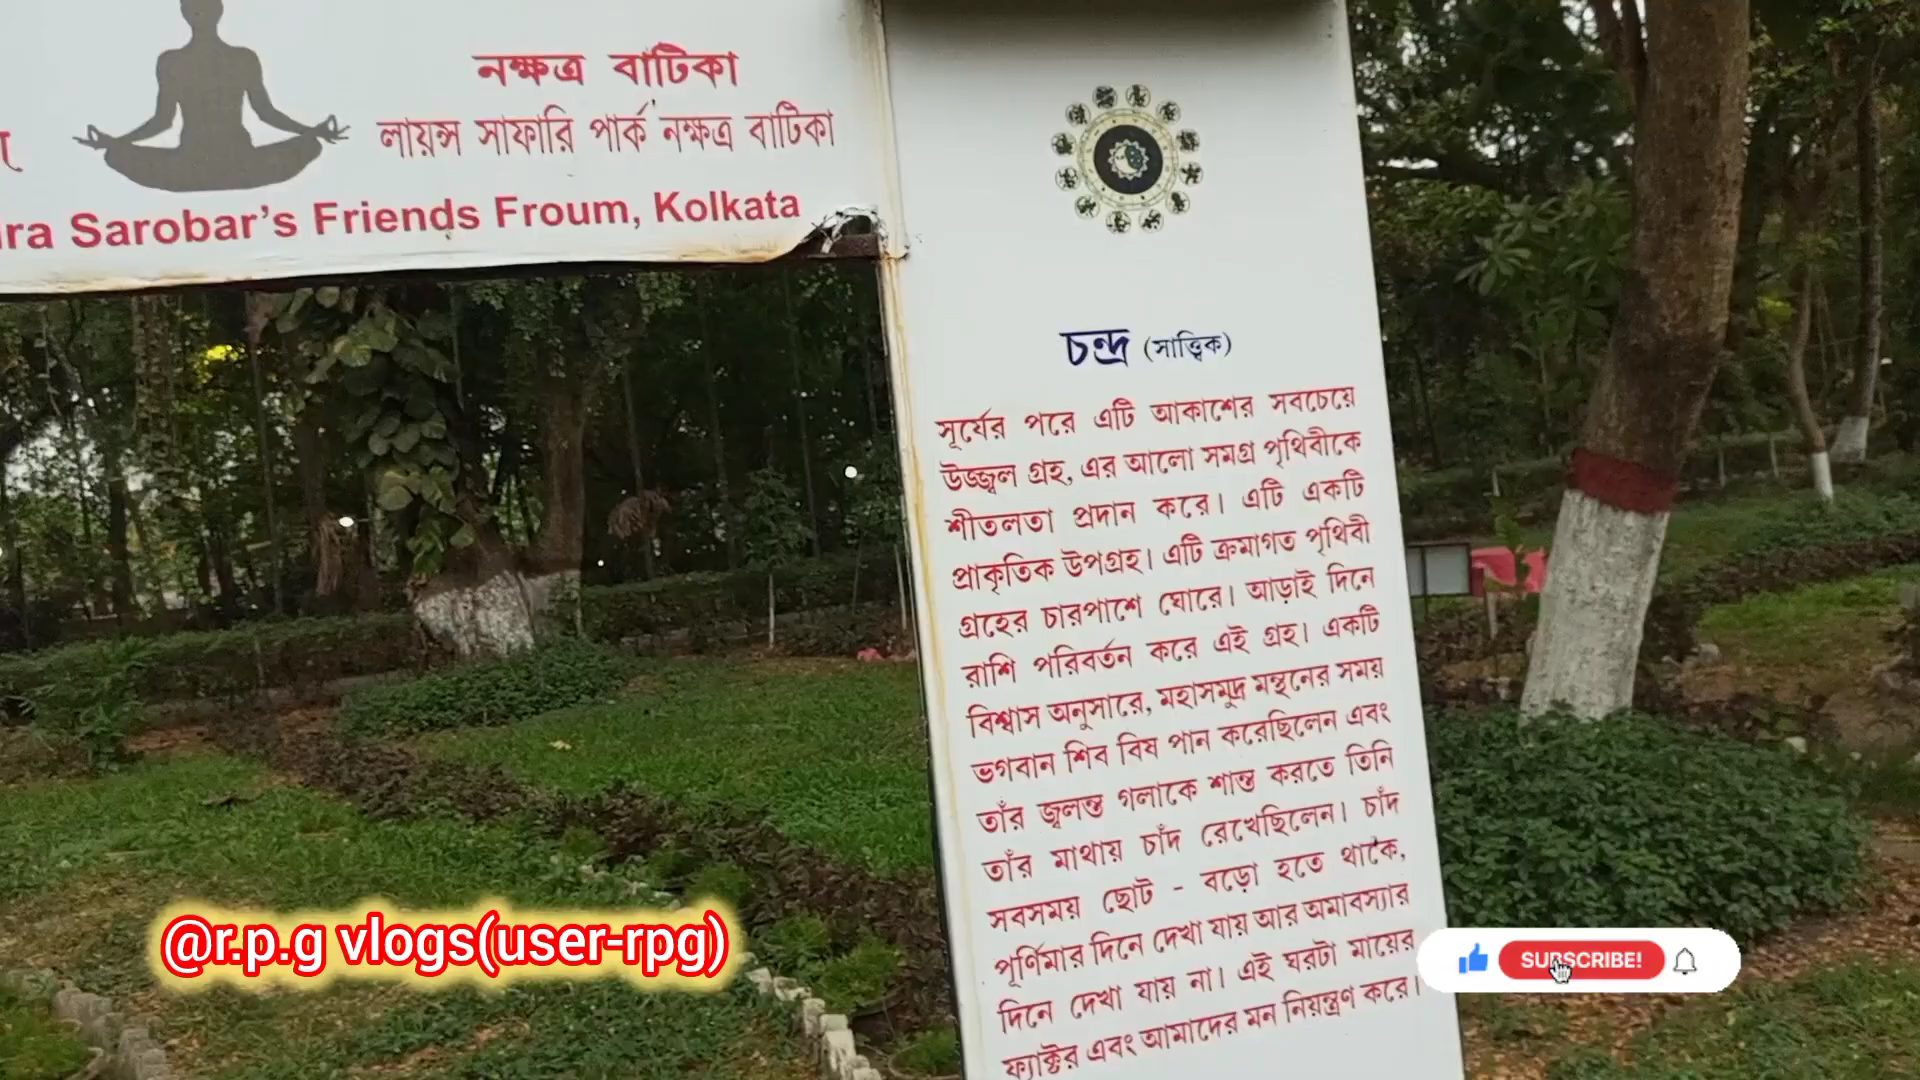 নক্ষত্র বাটিকা
লায়ন্স সাফারি পার্ক নক্ষত্র বাটিকা
ira Sarobar's Friends Froum, Kolkata
চন্দ্র (সাত্ত্বিক)
সূর্যের পরে এটি আকাশের সবচেয়ে
উজ্জ্বল গ্রহ, এর আলো সমগ্র পৃথিবীকে
শীতলতা প্রদান করে। এটি একটি
প্রাকৃতিক উপগ্রহ। এটি ক্রমাগত পৃথিবী
গ্রহের চারপাশে ঘোরে। আড়াই দিনে
রাশি পরিবর্তন করে এই গ্রহ। একটি
বিশ্বাস অনুসারে, মহাসমুদ্র মন্থনের সময়
ভগবান শিব বিষ পান করেছিলেন এবং
তাঁর জ্বলন্ত গলাকে শান্ত করতে তিনি
তাঁর মাথায় চাঁদ রেখেছিলেন। চাঁদ
সবসময় ছোট - বড়ো হতে থাকে,
পূর্ণিমার দিনে দেখা যায় আর অমাবস্যার
দিনে দেখা যায় না। এই ঘরটা মায়ের
ফ্যাক্টর এবং আমাদের মন নিয়ন্ত্রণ করে।
@r.p.g vlogs(user-rpg)
SUBSCRIBE!